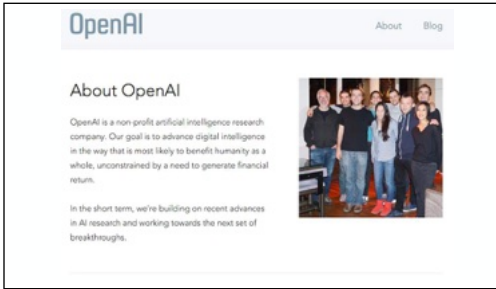 OpenAI
About Blog
About OpenAI
OpenAI is a non-profit artificial intelligence research
company. Our goal is to advance digital intelligence
in the way that is most likely to benefit humanity as a
whole, unconstrained by a need to generate financial
return.
In the short term, we're building on recent advances
in AI research and working towards the next set of
breakthroughs.